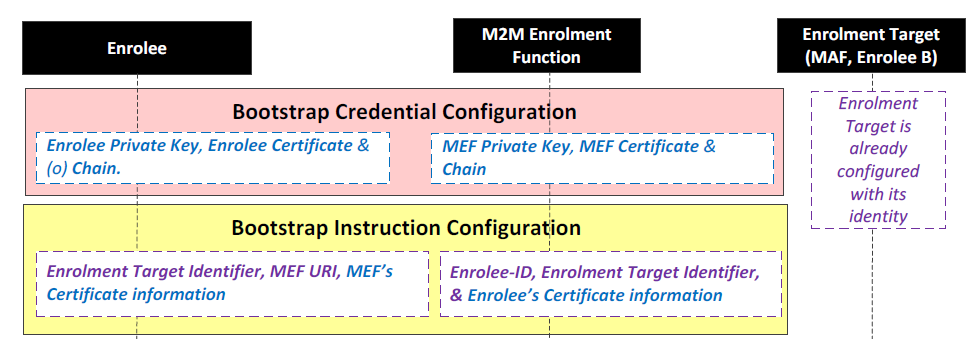 Enrolee
M2M Enrolment
Function
Enrolment Target
(MAF, Enrolee B)
Bootstrap Credential Configuration
Enrolee Private Key, Enrolee Certificate &
(o) Chain.
MEF Private Key, MEF Certificate &
Chain
Enrolment
Target is
already
configured
with its
identity
Bootstrap Instruction Configuration
Enrolment Target Identifier, MEF URI, MEF’s
Certificate information
Enrolee-ID, Enrolment Target Identifier,
& Enrolee’s Certificate information